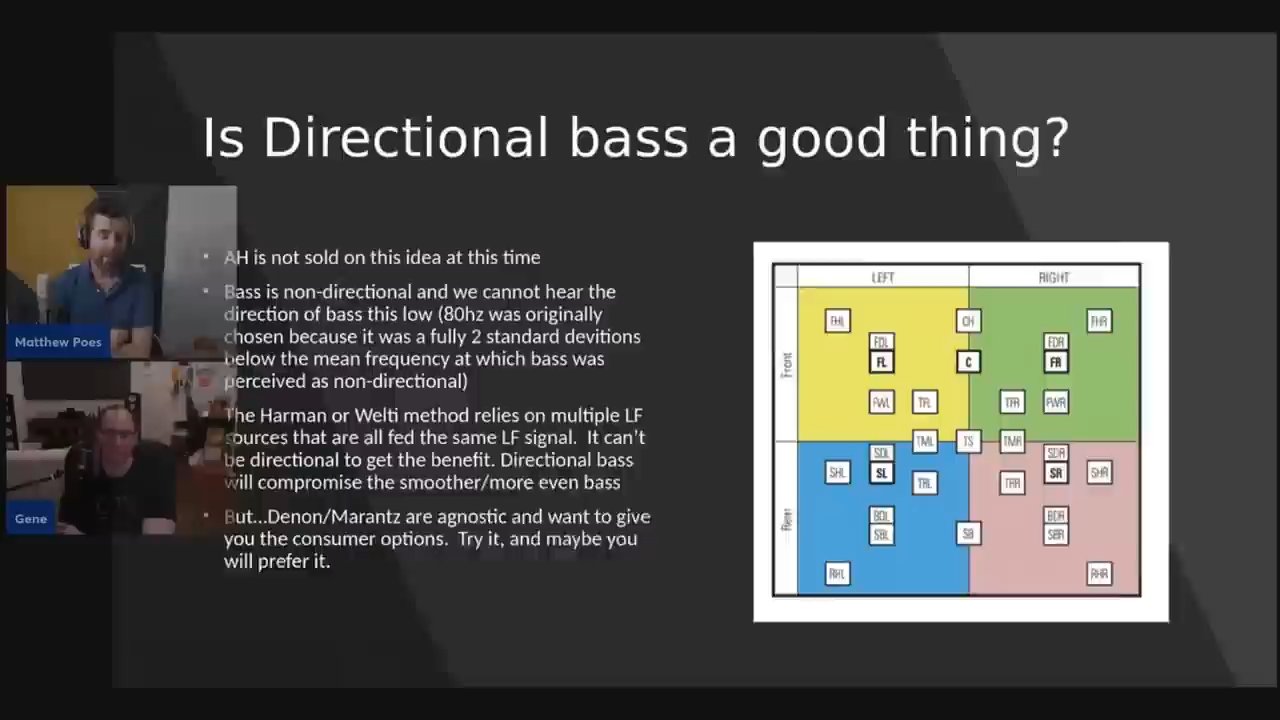 Is Directional bass a good thing?
Matthew Poes
Gene
• AH is not sold on this idea at this time
• Bass is non-directional and we cannot hear the
direction of bass this low (80hz was originally
chosen because it was a fully 2 standard devitions
below the mean frequency at which bass was
perceived as non-directional)
• The Harman or Welti method relies on multiple LF
sources that are all fed the same LF signal. It can't
be directional to get the benefit. Directional bass
will compromise the smoother/more even bass
• But...Denon/Marantz are agnostic and want to give
you the consumer options. Try it, and maybe you
will prefer it.
LEFT RIGHT
Front
FHL CH FHR
FDL FDR
FL C FR
FWL TFL TFR FWR
TML TS TMR
Rear
SDL SDR
SHL SL SR SHR
TRL TRR
BDL BDR
SBL SB SBR
RHL RHR